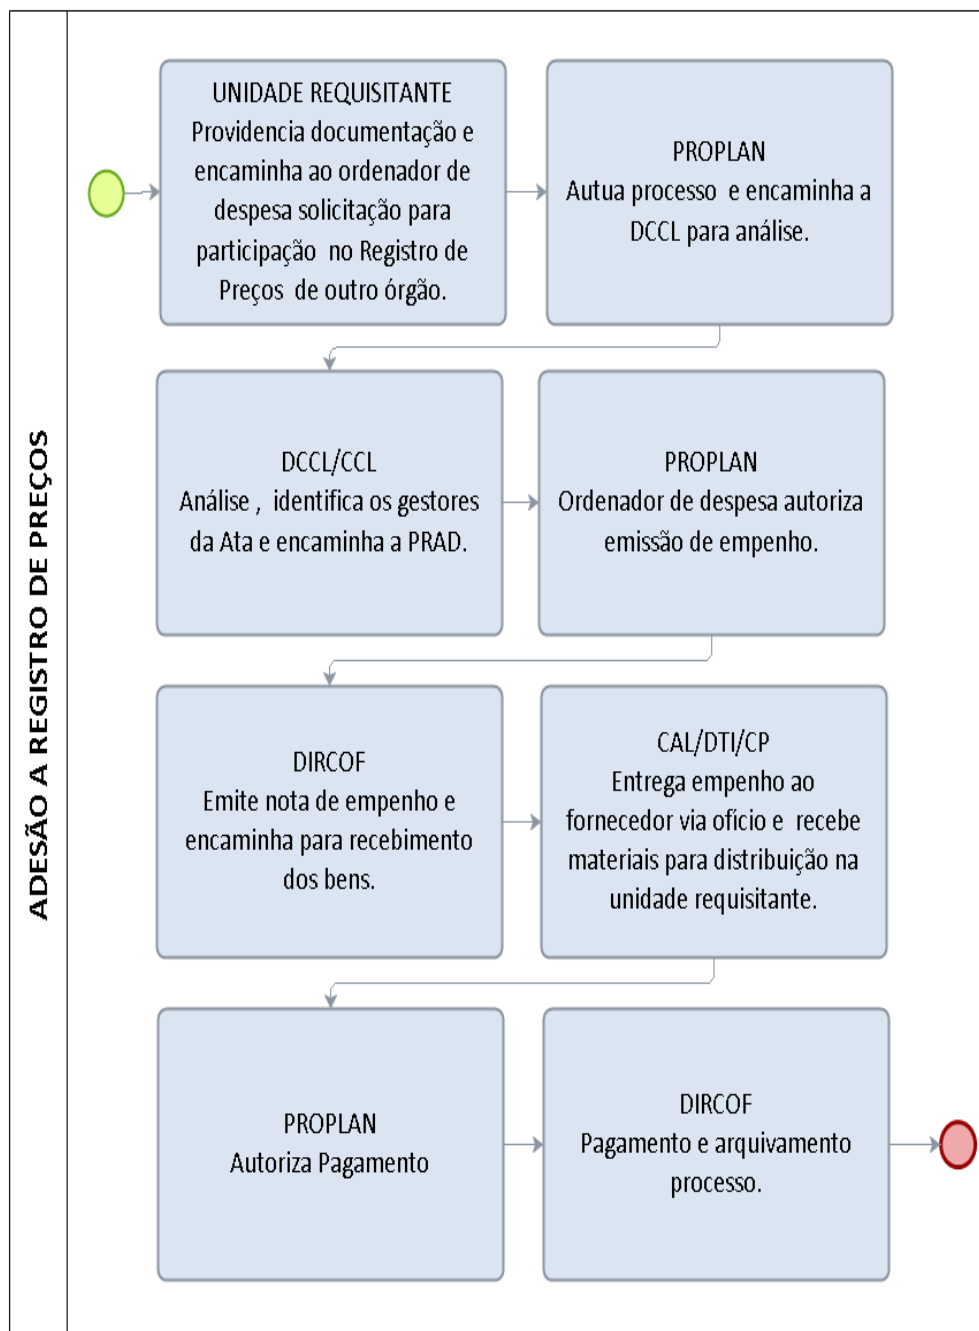 ADESÃO A REGISTRO DE PREÇOS
UNIDADE REQUISITANTE
Providencia documentação e
encaminha ao ordenador de
despesa solicitação para
participação no Registro de
Preços de outro órgão.
PROPLAN
Autua processo e encaminha a
DCCL para análise.
DCCL/CCL
Análise , identifica os gestores
da Ata e encaminha a PRAD.
PROPLAN
Ordenador de despesa autoriza
emissão de empenho.
DIRCOF
Emite nota de empenho e
encaminha para recebimento
dos bens.
CAL/DTI/CP
Entrega empenho ao
fornecedor via ofício e recebe
materiais para distribuição na
unidade requisitante.
PROPLAN
Autoriza Pagamento
DIRCOF
Pagamento e arquivamento
processo.